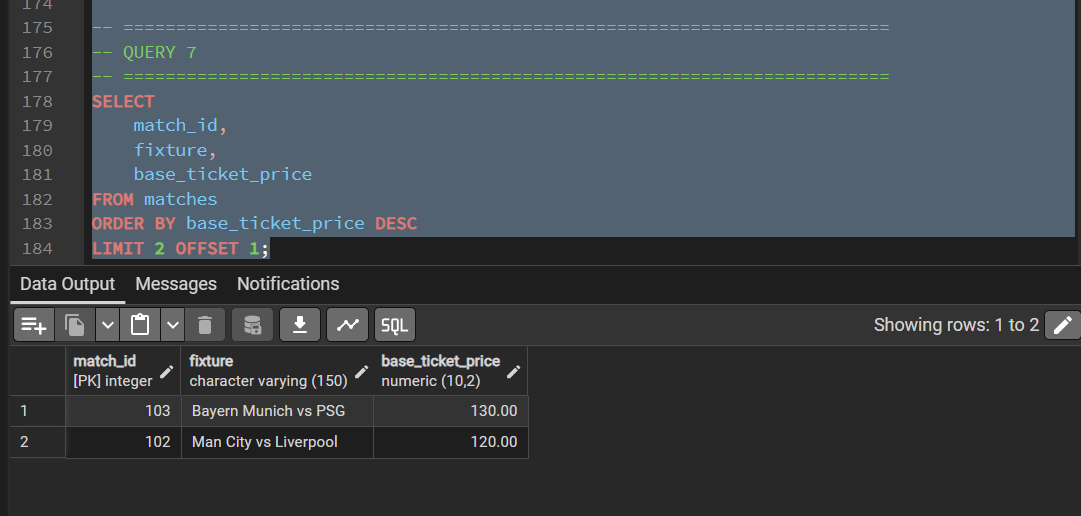 174
175 -- =========================================================================
176 -- QUERY 7
177 -- =========================================================================
178 SELECT
179     match_id,
180     fixture,
181     base_ticket_price
182 FROM matches
183 ORDER BY base_ticket_price DESC
184 LIMIT 2 OFFSET 1;
Data Output Messages Notifications
SQL Showing rows: 1 to 2
match_id fixture base_ticket_price
[PK] integer character varying (150) numeric (10,2)
1 103 Bayern Munich vs PSG 130.00
2 102 Man City vs Liverpool 120.00